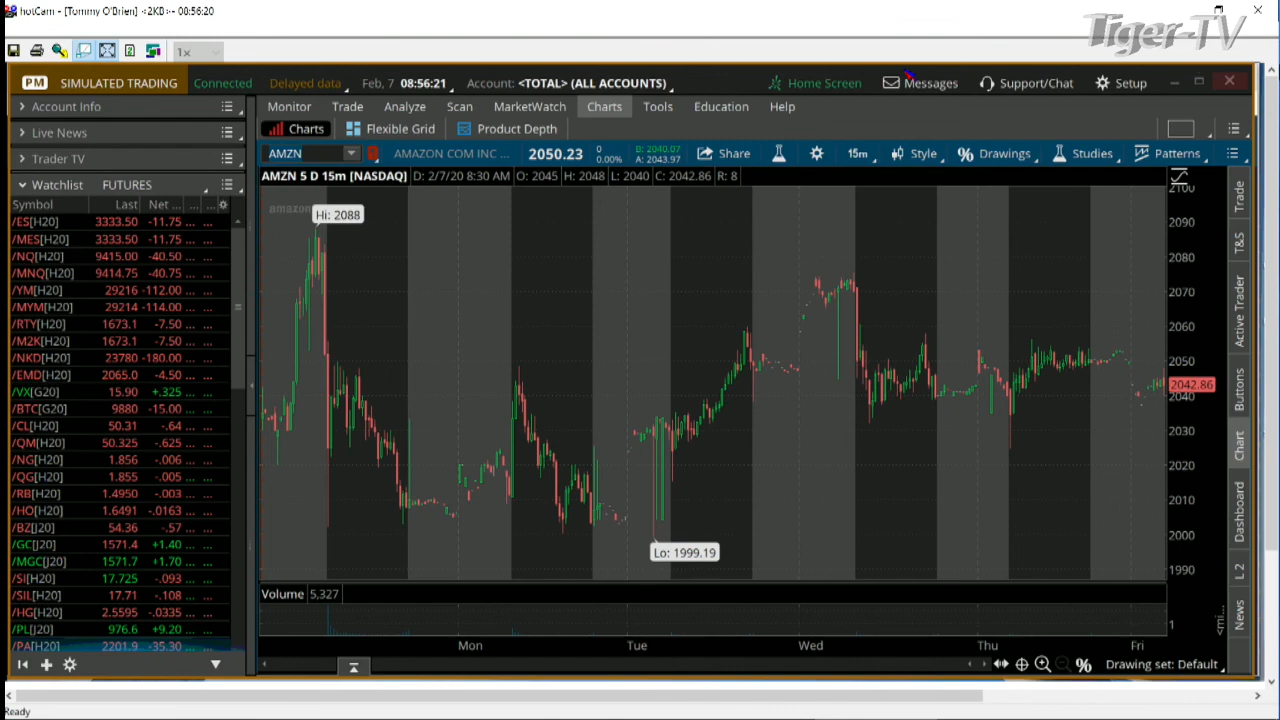 hotCam - [Tommy O'Brien] <2KB>- 08:56:20
Tiger-TV
1x
PM SIMULATED TRADING Connected Delayed data Feb, 7 08:56:21 Account: <TOTAL> (ALL ACCOUNTS) Home Screen Messages Support/Chat Setup
Account Info
Monitor Trade Analyze Scan MarketWatch Charts Tools Education Help
Live News
Charts Flexible Grid Product Depth
Trader TV
AMZN AMAZON COM INC ... 2050.23 0 0.00% B: 2040.07 A: 2043.97 Share 15m Style Drawings Studies Patterns
Watchlist FUTURES
AMZN 5 D 15m [NASDAQ] D: 2/7/20 8:30 AM O: 2045 H: 2048 L: 2040 C: 2042.86 R: 8
Symbol Last Net ... ...
/ES[H20] 3333.50 -11.75 ... ...
/MES[H20] 3333.50 -11.75 ... ...
/NQ[H20] 9415.00 -40.50 ... ...
/MNQ[H20] 9414.75 -40.75 ... ...
/YM[H20] 29216 -112.00 ... ...
/MYM[H20] 29214 -114.00 ... ...
/RTY[H20] 1673.1 -7.50 ... ...
/M2K[H20] 1673.1 -7.50 ... ...
/NKD[H20] 23780 -180.00 ... ...
/EMD[H20] 2065.0 -4.50 ... ...
/VX[G20] 15.90 +.325 ... ...
/BTC[G20] 9880 -15.00 ... ...
/CL[H20] 50.31 -.64 ... ...
/QM[H20] 50.325 -.625 ... ...
/NG[H20] 1.856 -.006 ... ...
/QG[H20] 1.855 -.005 ... ...
/RB[H20] 1.4950 -.003 ... ...
/HO[H20] 1.6491 -.0163 ... ...
/BZ[J20] 54.36 -.57 ... ...
/GC[J20] 1571.4 +1.40 ... ...
/MGC[J20] 1571.7 +1.70 ... ...
/SI[H20] 17.725 -.093 ... ...
/SIL[H20] 17.71 -.108 ... ...
/HG[H20] 2.5595 -.0335 ... ...
/PL[J20] 976.6 +9.20 ... ...
/PA[H20] 2201.9 -35.30 ... ...
amazon
Hi: 2088
Lo: 1999.19
2100
2090
2080
2070
2060
2050
2042.86
2040
2030
2020
2010
2000
1990
Volume 5,327
1
<mi...
Mon Tue Wed Thu Fri
Drawing set: Default
Trade
T&S
Active Trader
Buttons
Chart
Dashboard
L 2
News
Ready